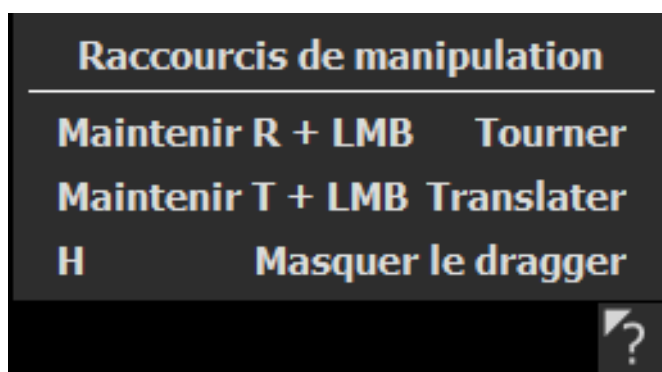 Raccourcis de manipulation
Maintenir R + LMB Tourner
Maintenir T + LMB Translater
H Masquer le dragger
?